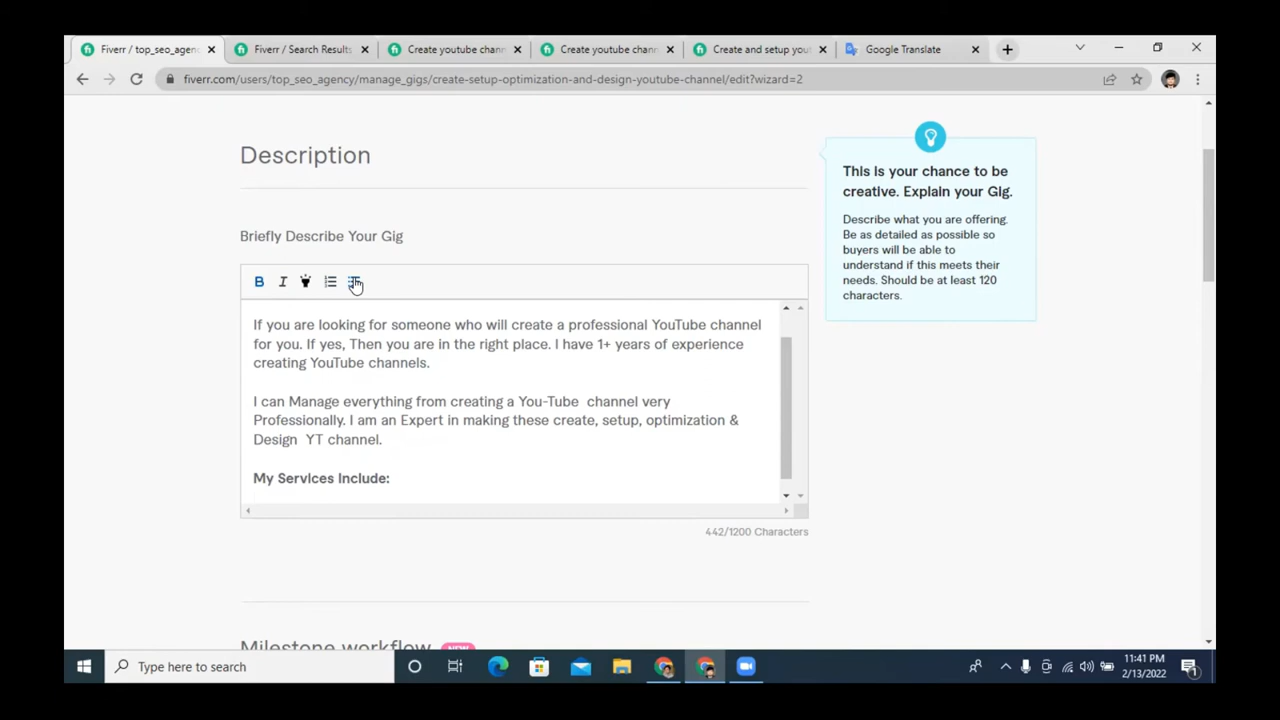 Fiverr / top_seo_agen
Fiverr / Search Results
Create youtube chann
Create youtube chann
Create and setup you
Google Translate
fiverr.com/users/top_seo_agency/manage_gigs/create-setup-optimization-and-design-youtube-channel/edit?wizard=2
Description
Briefly Describe Your Gig
B I
If you are looking for someone who will create a professional YouTube channel
for you. If yes, Then you are in the right place. I have 1+ years of experience
creating YouTube channels.
I can Manage everything from creating a You-Tube channel very
Professionally. I am an Expert in making these create, setup, optimization &
Design YT channel.
My Services Include:
442/1200 Characters
This is your chance to be
creative. Explain your Gig.
Describe what you are offering.
Be as detailed as possible so
buyers will be able to
understand if this meets their
needs. Should be at least 120
characters.
Milestone workflow
NEW
Type here to search
11:41 PM
2/13/2022
1